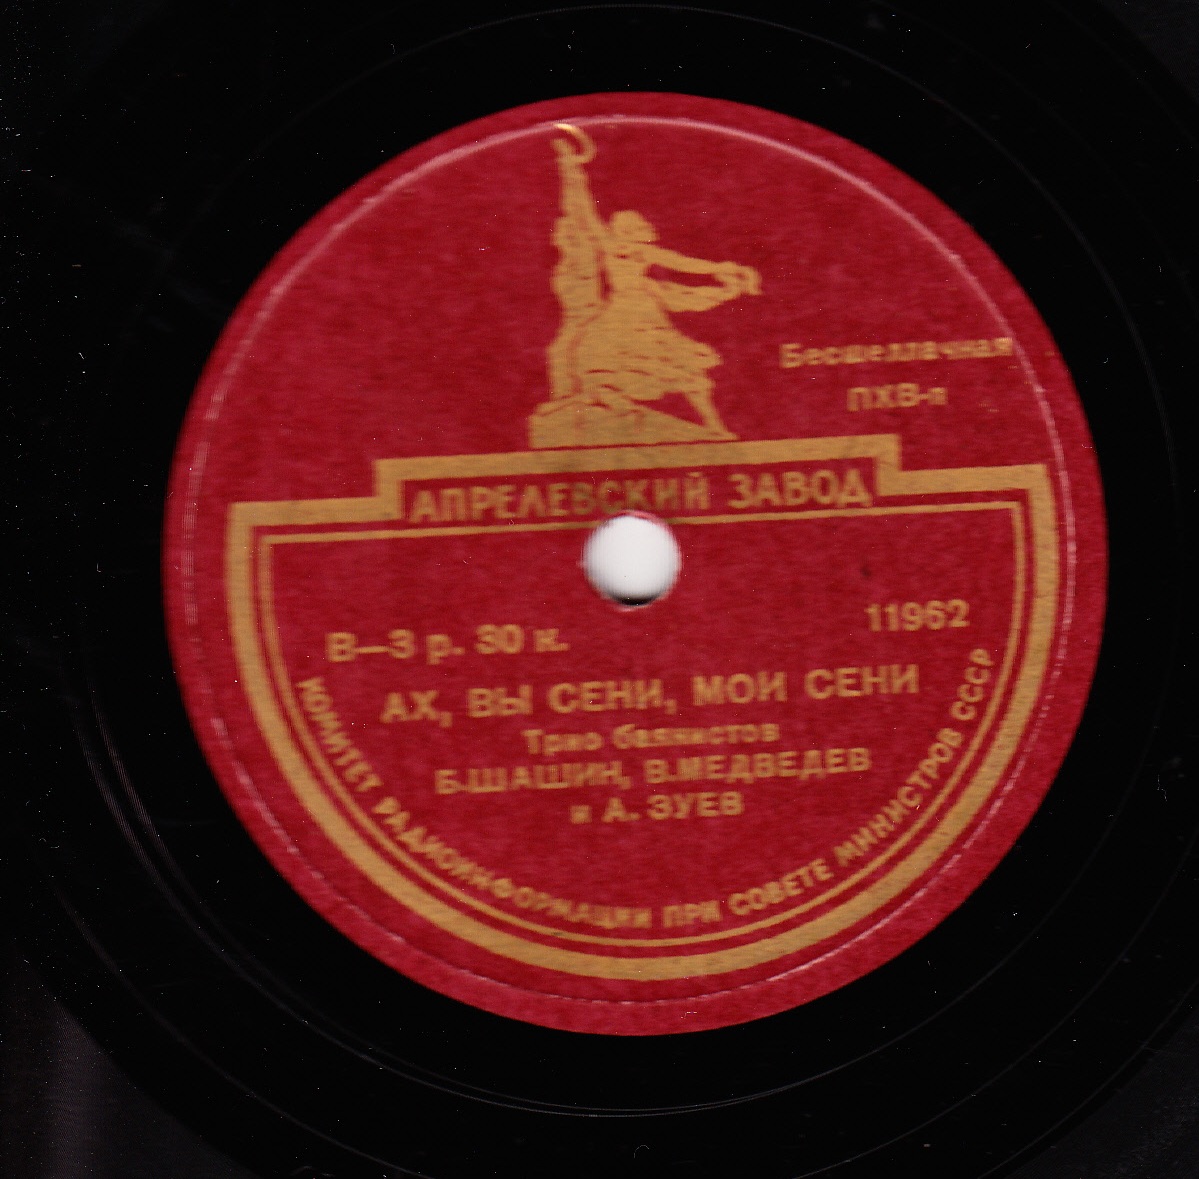 Бесшеллачная
ПХВ-п
АПРЕЛЕВСКИЙ ЗАВОД
В—3 р. 30 к.
11962
АХ, ВЫ СЕНИ, МОИ СЕНИ
Трио баянистов
Б.ШАШИН, В.МЕДВЕДЕВ
и А. ЗУЕВ
КОМИТЕТ РАДИОИНФОРМАЦИИ ПРИ СОВЕТЕ МИНИСТРОВ СССР